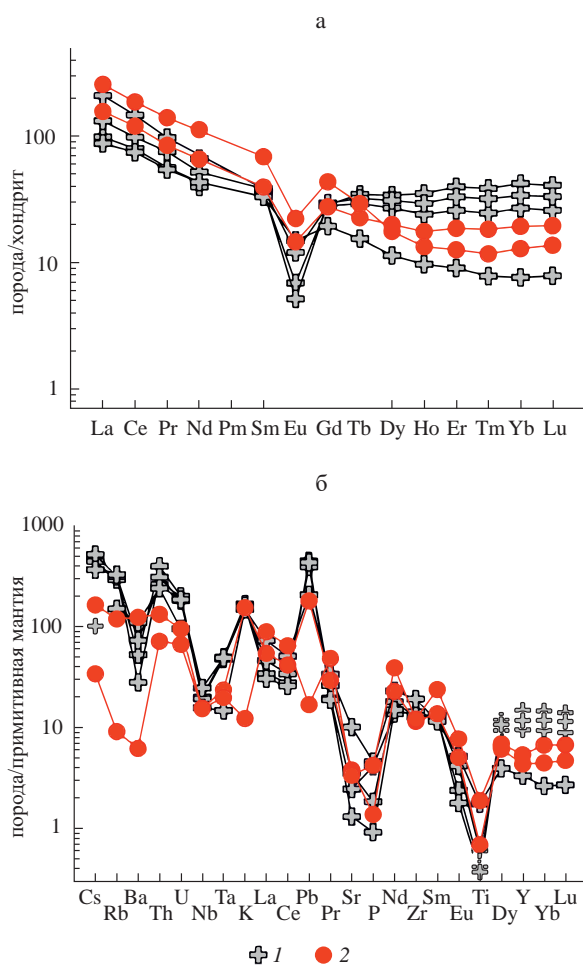 а
порода/хондрит
100
10
1
La Ce Pr Nd Pm Sm Eu Gd Tb Dy Ho Er Tm Yb Lu
б
порода/примитивная мантия
1000
100
10
1
Cs Ba U Ta La Pb Sr Nd Sm Ti Y Lu
Rb Th Nb K Ce Pr P Zr Eu Dy Yb
1 2